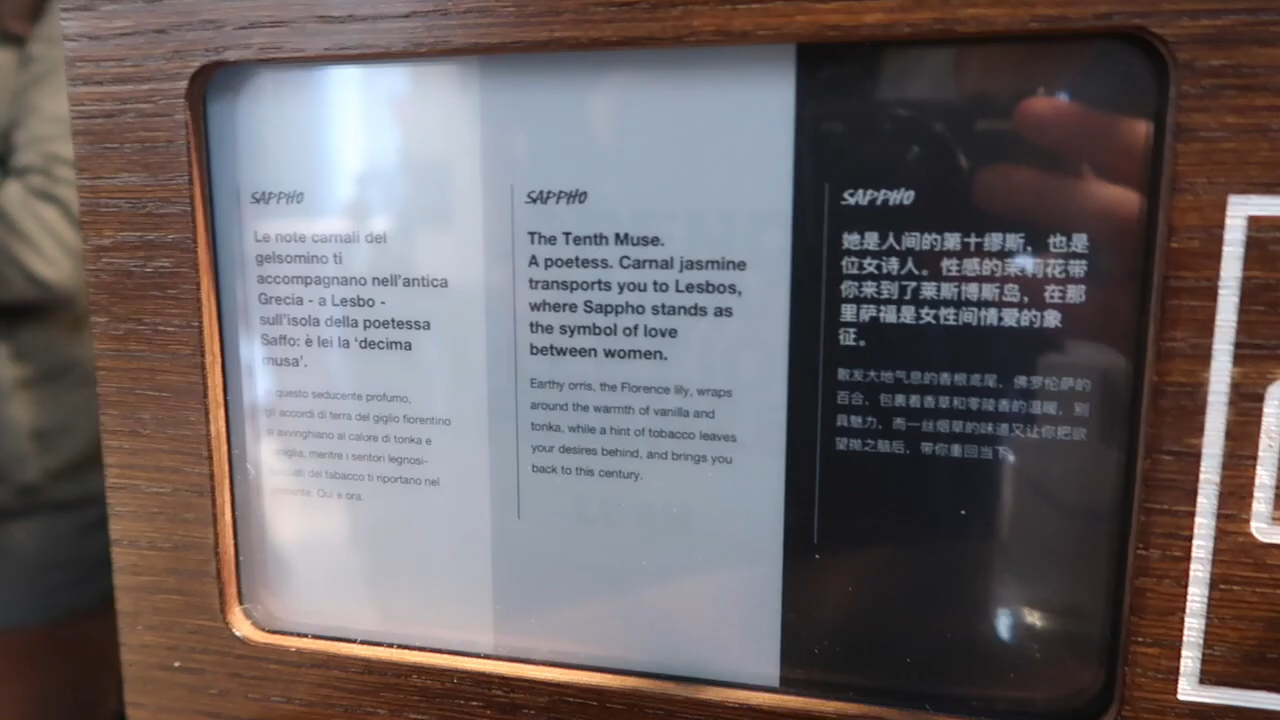 SAPPHO
Le note carnali del
gelsomino ti
accompagnano nell'antica
Grecia - a Lesbo -
sull'isola della poetessa
Saffo: è lei la 'decima
musa'.
questo seducente profumo,
gli accordi di terra del giglio fiorentino
si avvinghiano al calore di tonka e
vaniglia, mentre i sentori legnosi-
del tabacco ti riportano nel
presente. Qui e ora.
SAPPHO
The Tenth Muse.
A poetess. Carnal jasmine
transports you to Lesbos,
where Sappho stands as
the symbol of love
between women.
Earthy orris, the Florence lily, wraps
around the warmth of vanilla and
tonka, while a hint of tobacco leaves
your desires behind, and brings you
back to this century.
SAPPHO
她是人间的第十缪斯，也是
位女诗人。性感的茉莉花带
你来到了莱斯博斯岛，在那
里萨福是女性间情爱的象
征。
散发大地气息的香根鸢尾，佛罗伦萨的
百合，包裹着香草和零陵香的温暖，别
具魅力，而一丝烟草的味道又让你把欲
望抛之脑后，带你重回当下。